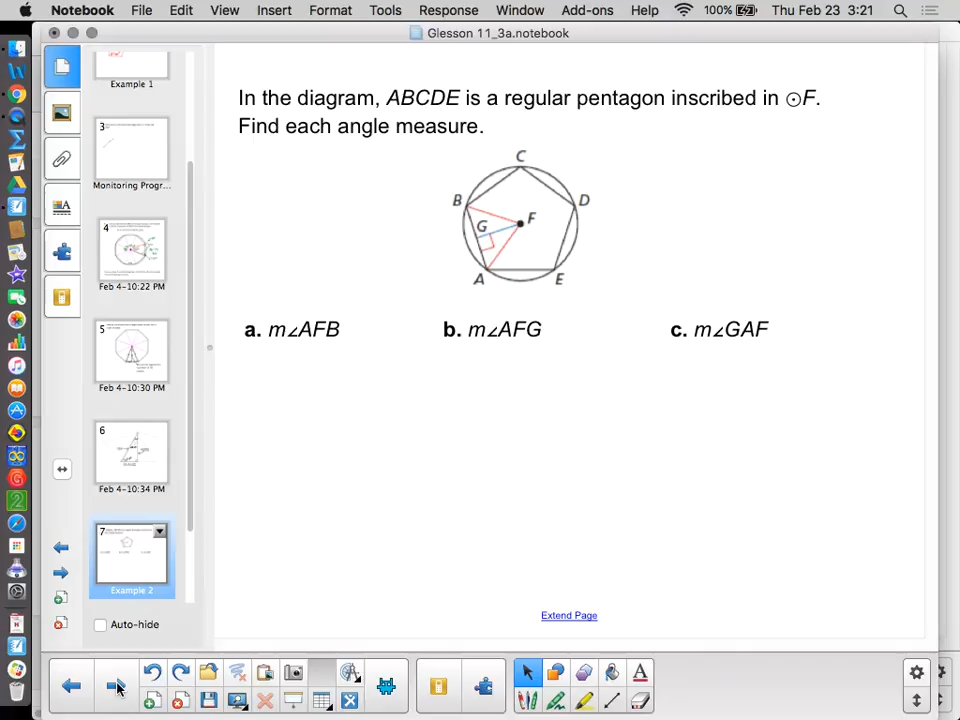 Notebook File Edit View Insert Format Tools Response Window Add-ons Help 100% Thu Feb 23 3:21
Glesson 11_3a.notebook
Example 1
3
Monitoring Progr...
4
Feb 4-10:22 PM
5
Feb 4-10:30 PM
6
Feb 4-10:34 PM
7
Example 2
Auto-hide
In the diagram, ABCDE is a regular pentagon inscribed in ⊙F.
Find each angle measure.
C
B
D
G
F
A
E
a. m∠AFB b. m∠AFG c. m∠GAF
Extend Page